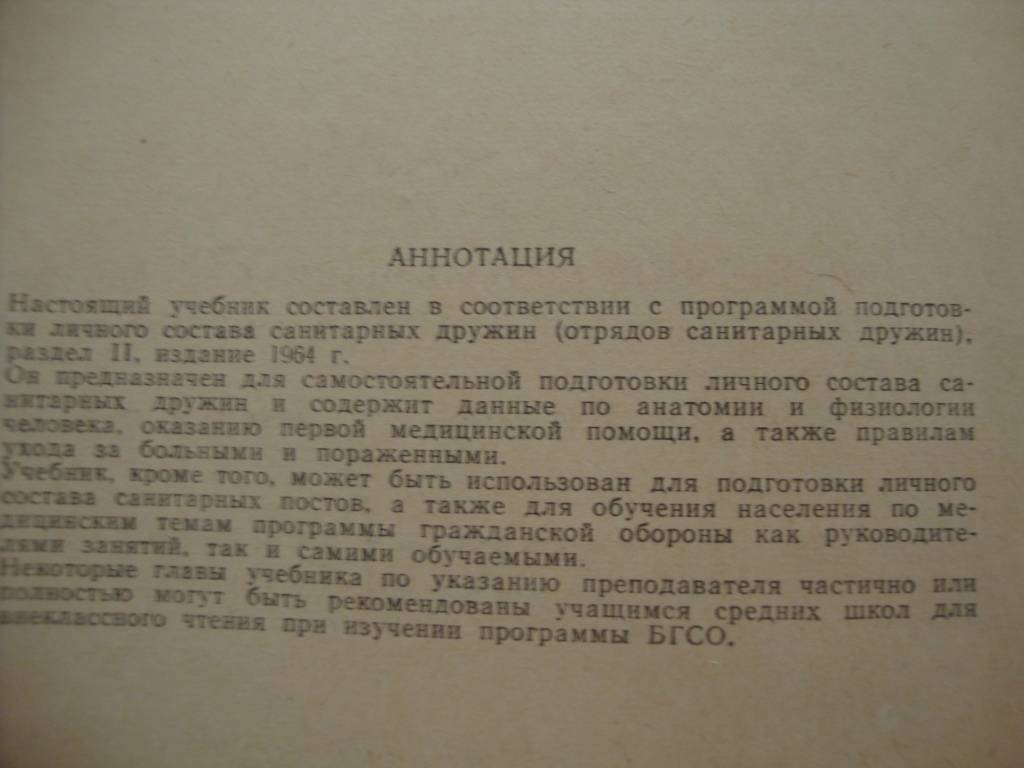 АННОТАЦИЯ
Настоящий учебник составлен в соответствии с программой подготов-
ки личного состава санитарных дружин (отрядов санитарных дружин),
раздел II, издание 1964 г.
Он предназначен для самостоятельной подготовки личного состава са-
нитарных дружин и содержит данные по анатомии и физиологии
человека, оказанию первой медицинской помощи, а также правилам
ухода за больными и пораженными.
Учебник, кроме того, может быть использован для подготовки личного
состава санитарных постов, а также для обучения населения по ме-
дицинским темам программы гражданской обороны как руководите-
лями занятий, так и самими обучаемыми.
Некоторые главы учебника по указанию преподавателя частично или
полностью могут быть рекомендованы учащимся средних школ для
внеклассного чтения при изучении программы БГСО.